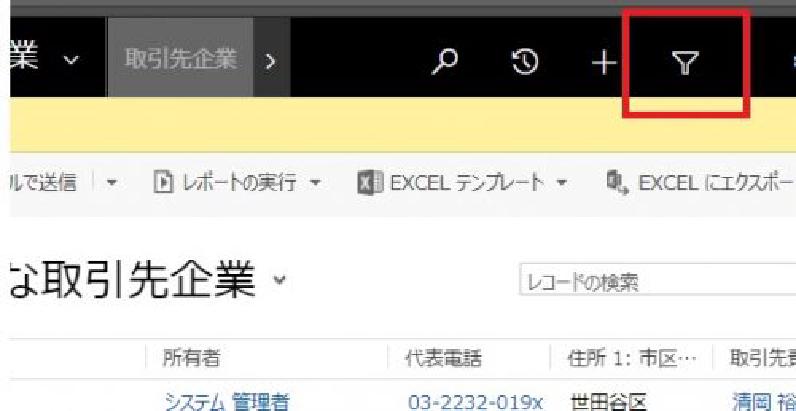 業 取引先企業
ルで送信 レポートの実行 EXCEL テンプレート EXCEL にエクスポー
な取引先企業 レコードの検索
所有者 代表電話 住所 1: 市区… 取引先責
システム 管理者 03-2232-019x 世田谷区 清岡 裕